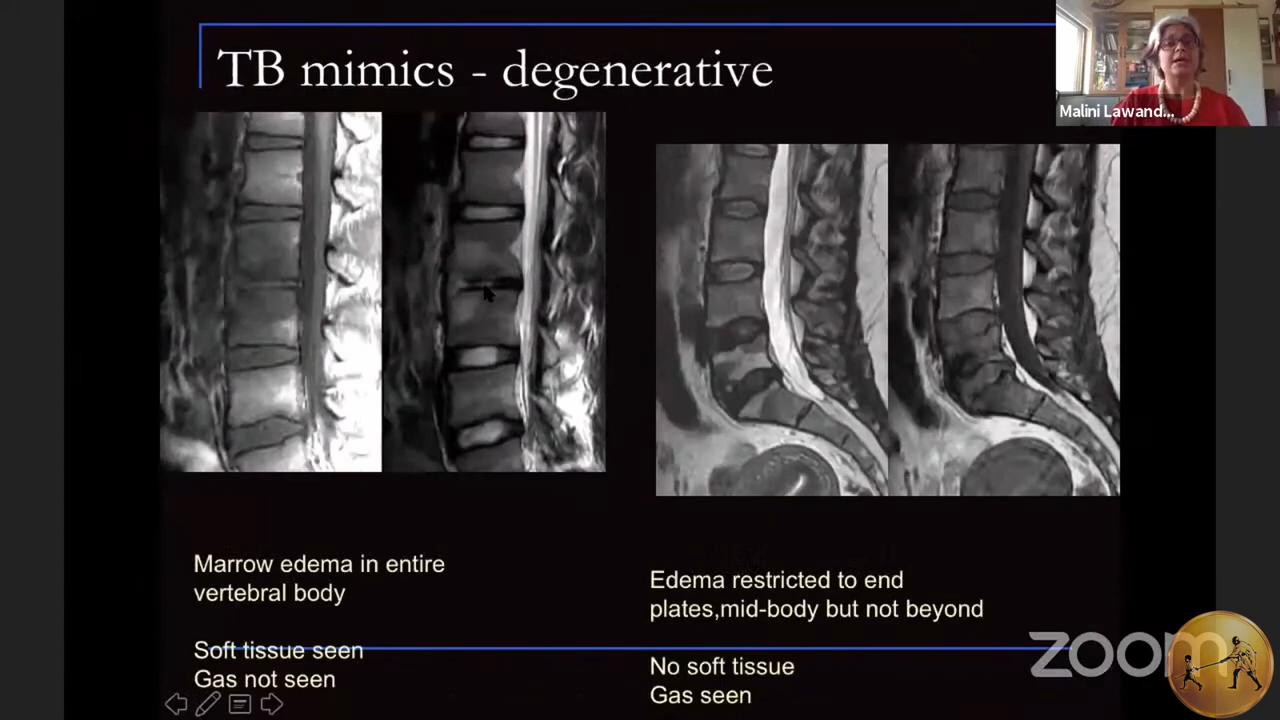 TB mimics - degenerative
Malini Lawand...
Marrow edema in entire
vertebral body
Soft tissue seen
Gas not seen
Edema restricted to end
plates,mid-body but not beyond
No soft tissue
Gas seen
zoom